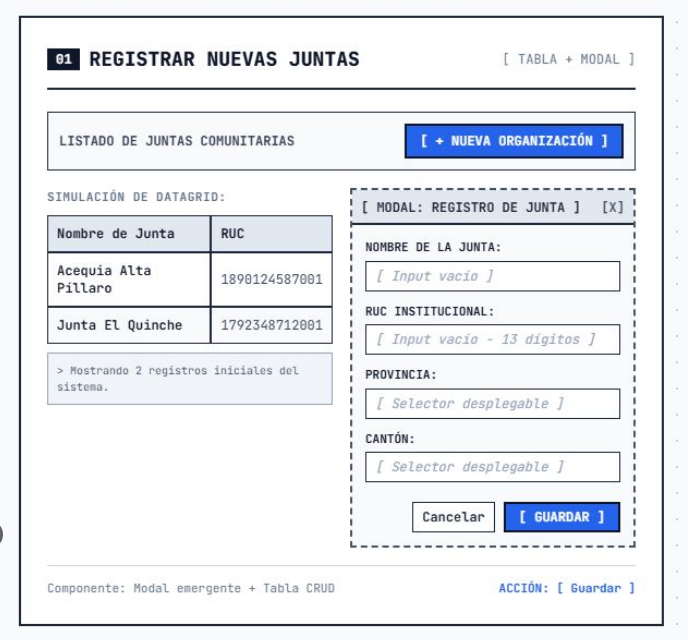 01 REGISTRAR NUEVAS JUNTAS [ TABLA + MODAL ]
LISTADO DE JUNTAS COMUNITARIAS [ + NUEVA ORGANIZACIÓN ]
SIMULACIÓN DE DATAGRID:
Nombre de Junta RUC
Acequia Alta
Píllaro 1890124587001
Junta El Quinche 1792348712001
> Mostrando 2 registros iniciales del
sistema.
[ MODAL: REGISTRO DE JUNTA ] [X]
NOMBRE DE LA JUNTA:
[ Input vacío ]
RUC INSTITUCIONAL:
[ Input vacío - 13 dígitos ]
PROVINCIA:
[ Selector desplegable ]
CANTÓN:
[ Selector desplegable ]
Cancelar [ GUARDAR ]
Componente: Modal emergente + Tabla CRUD ACCIÓN: [ Guardar ]